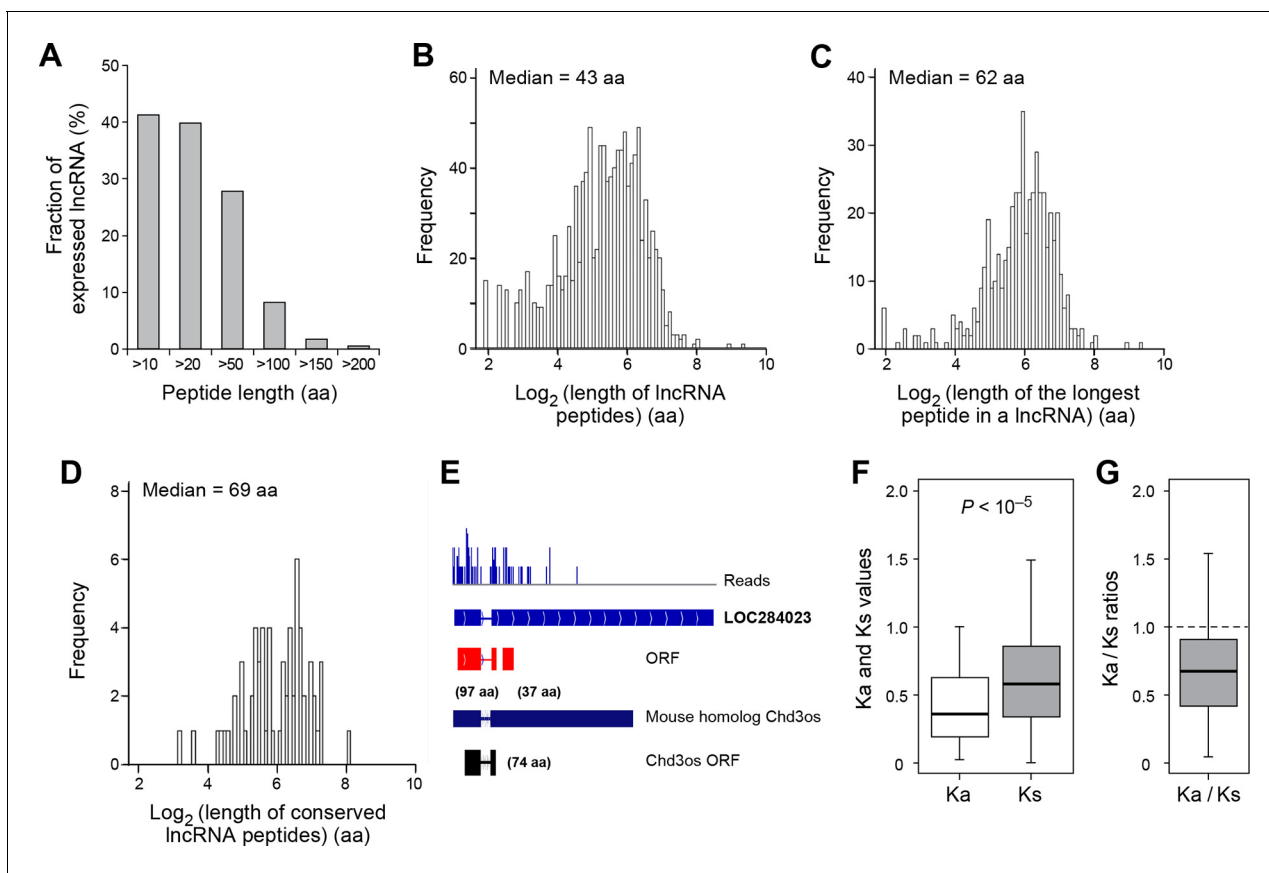 A
50
40
30
20
10
0
Fraction of
expressed lncRNA (%)
>10 >20 >50 >100 >150 >200
Peptide length (aa)
B
Median = 43 aa
60
40
20
0
Frequency
2 4 6 8 10
Log2 (length of lncRNA
peptides) (aa)
C
Median = 62 aa
40
30
20
10
0
Frequency
2 4 6 8 10
Log2 (length of the longest
peptide in a lncRNA) (aa)
D
Median = 69 aa
8
6
4
2
0
Frequency
2 4 6 8 10
Log2 (length of conserved
lncRNA peptides) (aa)
E
Reads
LOC284023
ORF
(97 aa) (37 aa)
Mouse homolog Chd3os
(74 aa) Chd3os ORF
F
2.0
1.5
1.0
0.5
0
Ka and Ks values
P < 10–5
Ka Ks
G
2.0
1.5
1.0
0.5
0
Ka / Ks ratios
Ka / Ks